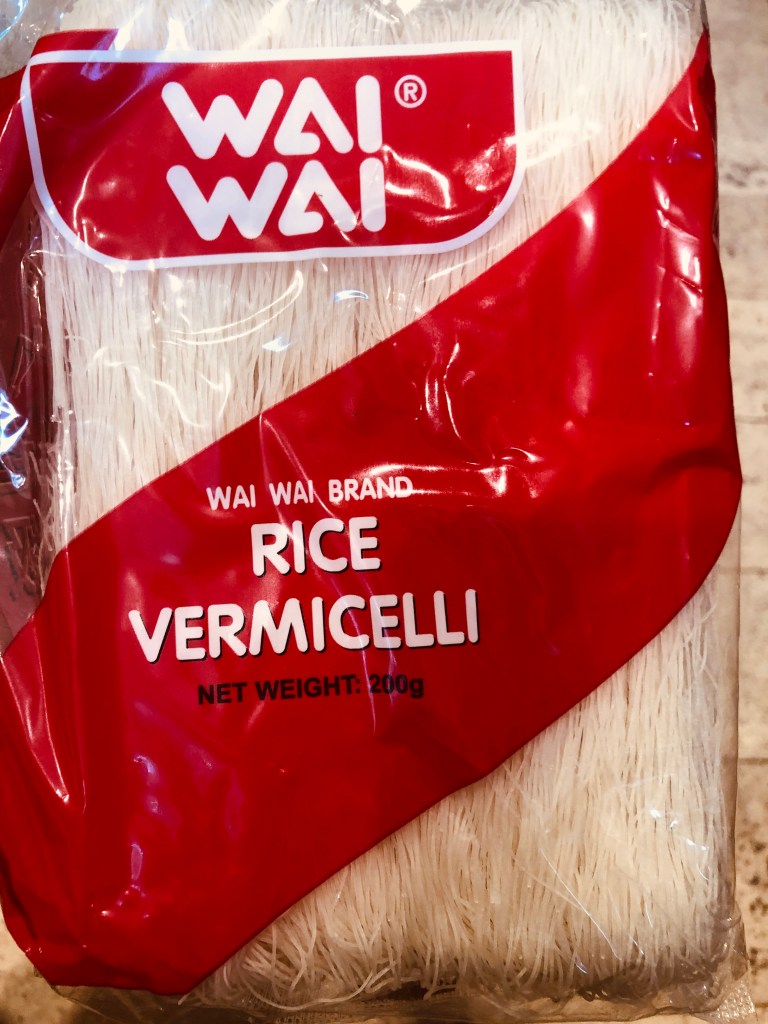 WAI ®
WAI
WAI WAI BRAND
RICE
VERMICELLI
NET WEIGHT: 200g